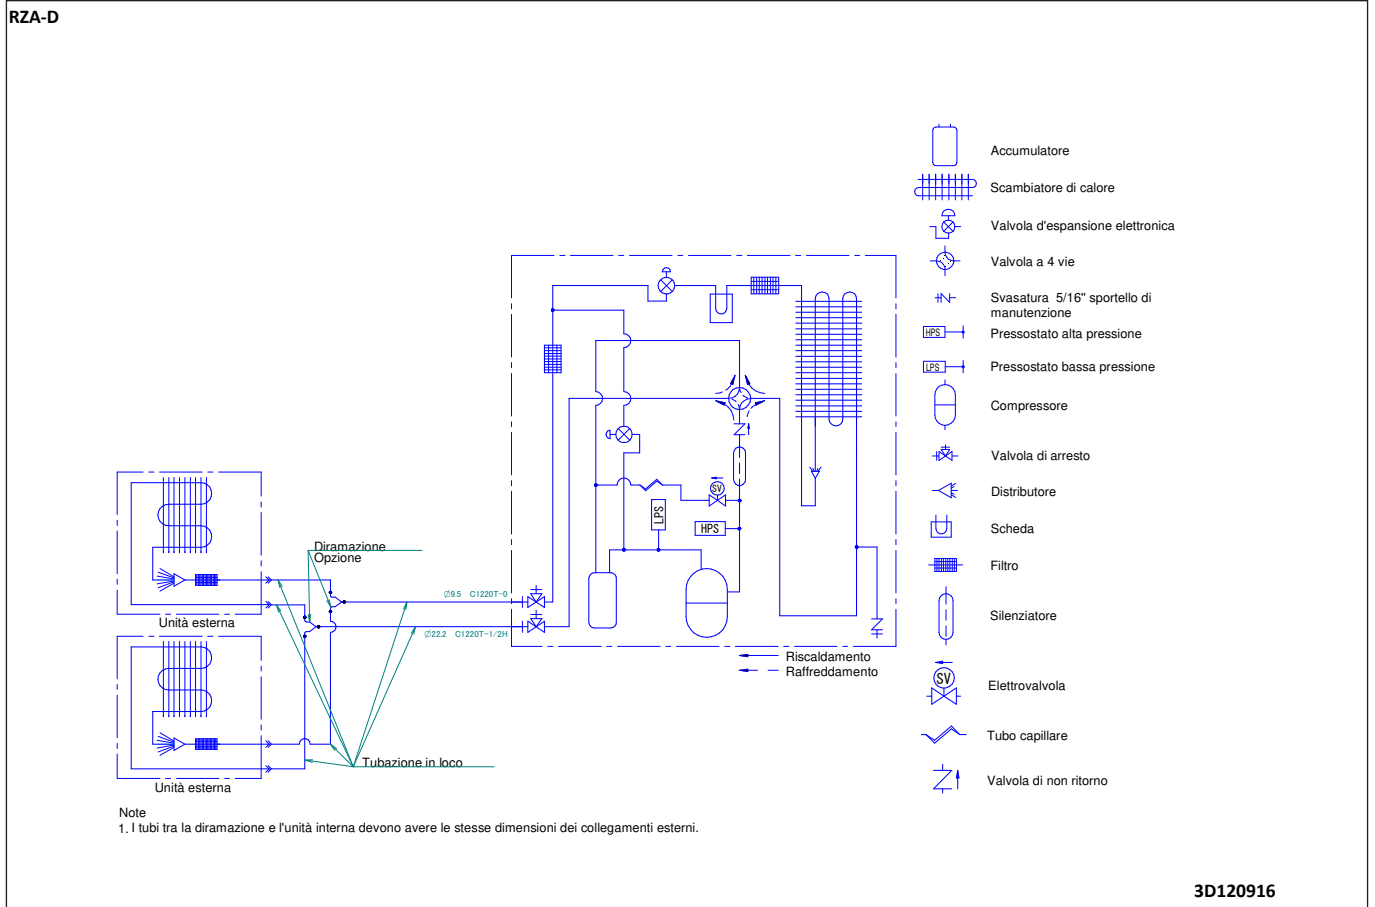 RZA-D
Accumulatore
Scambiatore di calore
Valvola d'espansione elettronica
Valvola a 4 vie
Svasatura 5/16" sportello di
manutenzione
HPS
Pressostato alta pressione
LPS
Pressostato bassa pressione
Compressore
Valvola di arresto
Distributore
Scheda
Filtro
Silenziatore
SV
Elettrovalvola
Tubo capillare
Valvola di non ritorno
SV
LPS
HPS
Diramazione
Opzione
Ø9.5 C1220T-0
Ø22.2 C1220T-1/2H
Unità esterna
Riscaldamento
Raffreddamento
Tubazione in loco
Unità esterna
Note
1. I tubi tra la diramazione e l'unità interna devono avere le stesse dimensioni dei collegamenti esterni.
3D120916